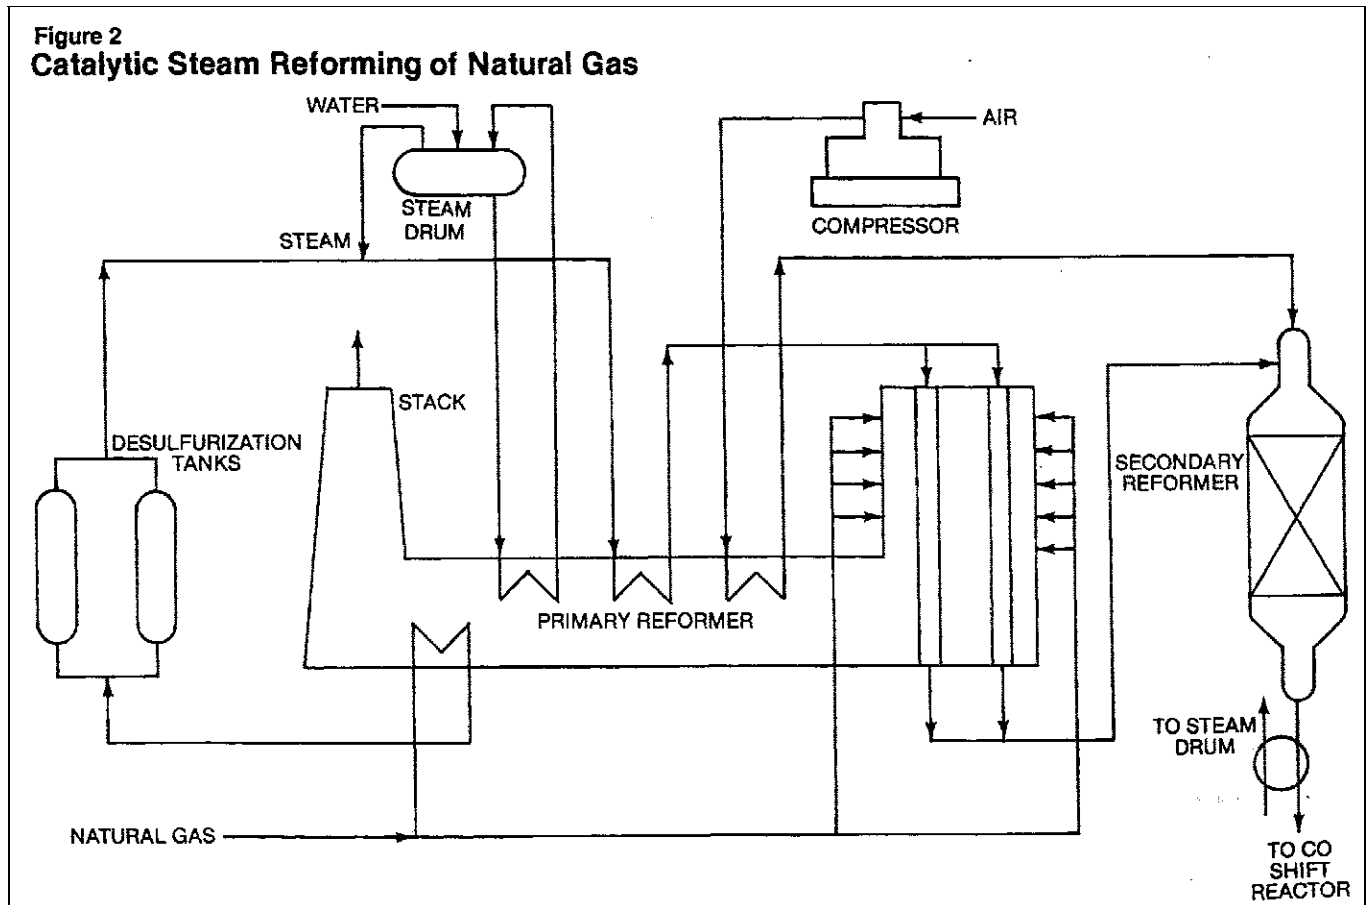 Figure 2
Catalytic Steam Reforming of Natural Gas
WATER
AIR
STEAM
DRUM
COMPRESSOR
STEAM
STACK
DESULFURIZATION
TANKS
SECONDARY
REFORMER
PRIMARY REFORMER
TO STEAM
DRUM
NATURAL GAS
TO CO
SHIFT
REACTOR